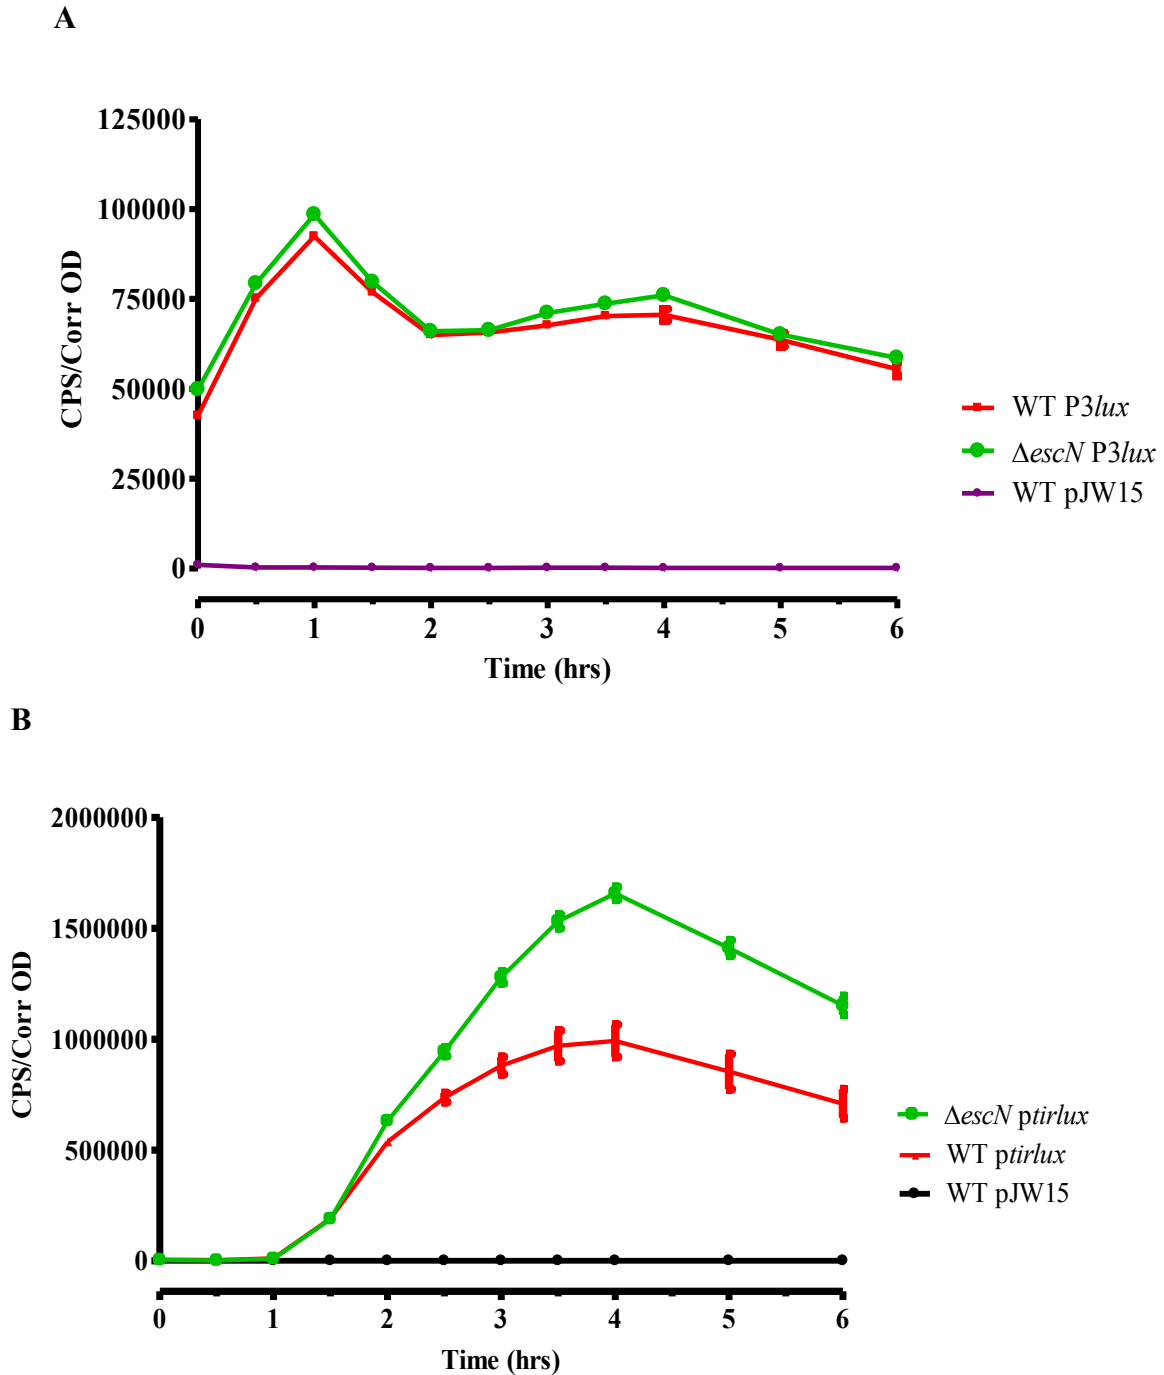 A
125000
100000
75000
50000
25000
0
CPS/Corr OD
0 1 2 3 4 5 6
Time (hrs)
WT P3lux
ΔescN P3lux
WT pJW15
B
2000000
1500000
1000000
500000
0
CPS/Corr OD
0 1 2 3 4 5 6
Time (hrs)
ΔescN ptirlux
WT ptirlux
WT pJW15